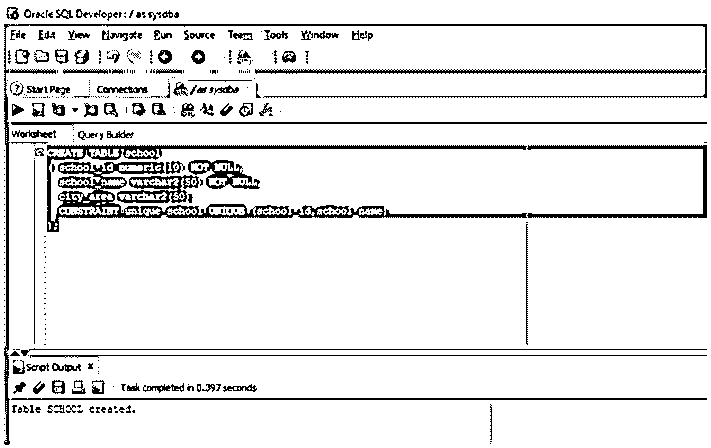 Oracle SQL Developer : / as sysdba
File Edit View Navigate Run Source Team Tools Window Help
Start Page Connections / as sysdba
Worksheet Query Builder
CREATE TABLE school
( school_id numeric(10) NOT NULL,
school_name varchar2(50) NOT NULL,
city_area varchar2(50),
CONSTRAINT unique_school UNIQUE (school_id,school_name)
);
Script Output x
Task completed in 0.397 seconds
Table SCHOOL created.